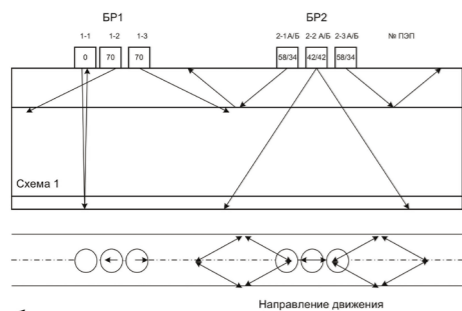 БР1 БР2
1-1 1-2 1-3 2-1А/Б 2-2 А/Б 2-3 А/Б № ПЭП
0 70 70 58/34 42/42 58/34
Схема 1
Направление движения